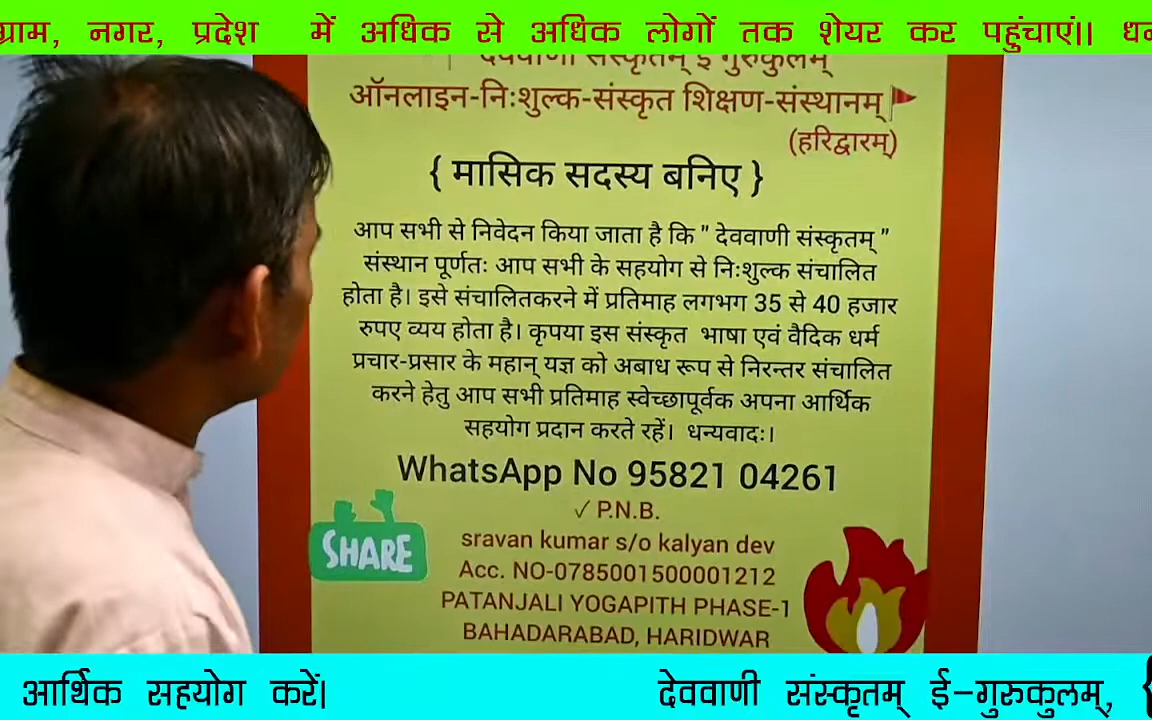 ग्राम, नगर, प्रदेश में अधिक से अधिक लोगों तक शेयर कर पहुंचाएं||
देववाणी संस्कृतम् ई गुरुकुलम्
ऑनलाइन-निःशुल्क-संस्कृत शिक्षण-संस्थानम्
(हरिद्वारम्)
{ मासिक सदस्य बनिए }
आप सभी से निवेदन किया जाता है कि " देववाणी संस्कृतम् "
संस्थान पूर्णतः आप सभी के सहयोग से निःशुल्क संचालित
होता है। इसे संचालितकरने में प्रतिमाह लगभग 35 से 40 हजार
रुपए व्यय होता है। कृपया इस संस्कृत भाषा एवं वैदिक धर्म
प्रचार-प्रसार के महान् यज्ञ को अबाध रूप से निरन्तर संचालित
करने हेतु आप सभी प्रतिमाह स्वेच्छापूर्वक अपना आर्थिक
सहयोग प्रदान करते रहें। धन्यवादः।
WhatsApp No 95821 04261
✓ P.N.B.
SHARE
sravan kumar s/o kalyan dev
Acc. NO-0785001500001212
PATANJALI YOGAPITH PHASE-1
BAHADARABAD, HARIDWAR
आर्थिक सहयोग करें| देववाणी संस्कृतम् ई-गुरुकुलम्, {